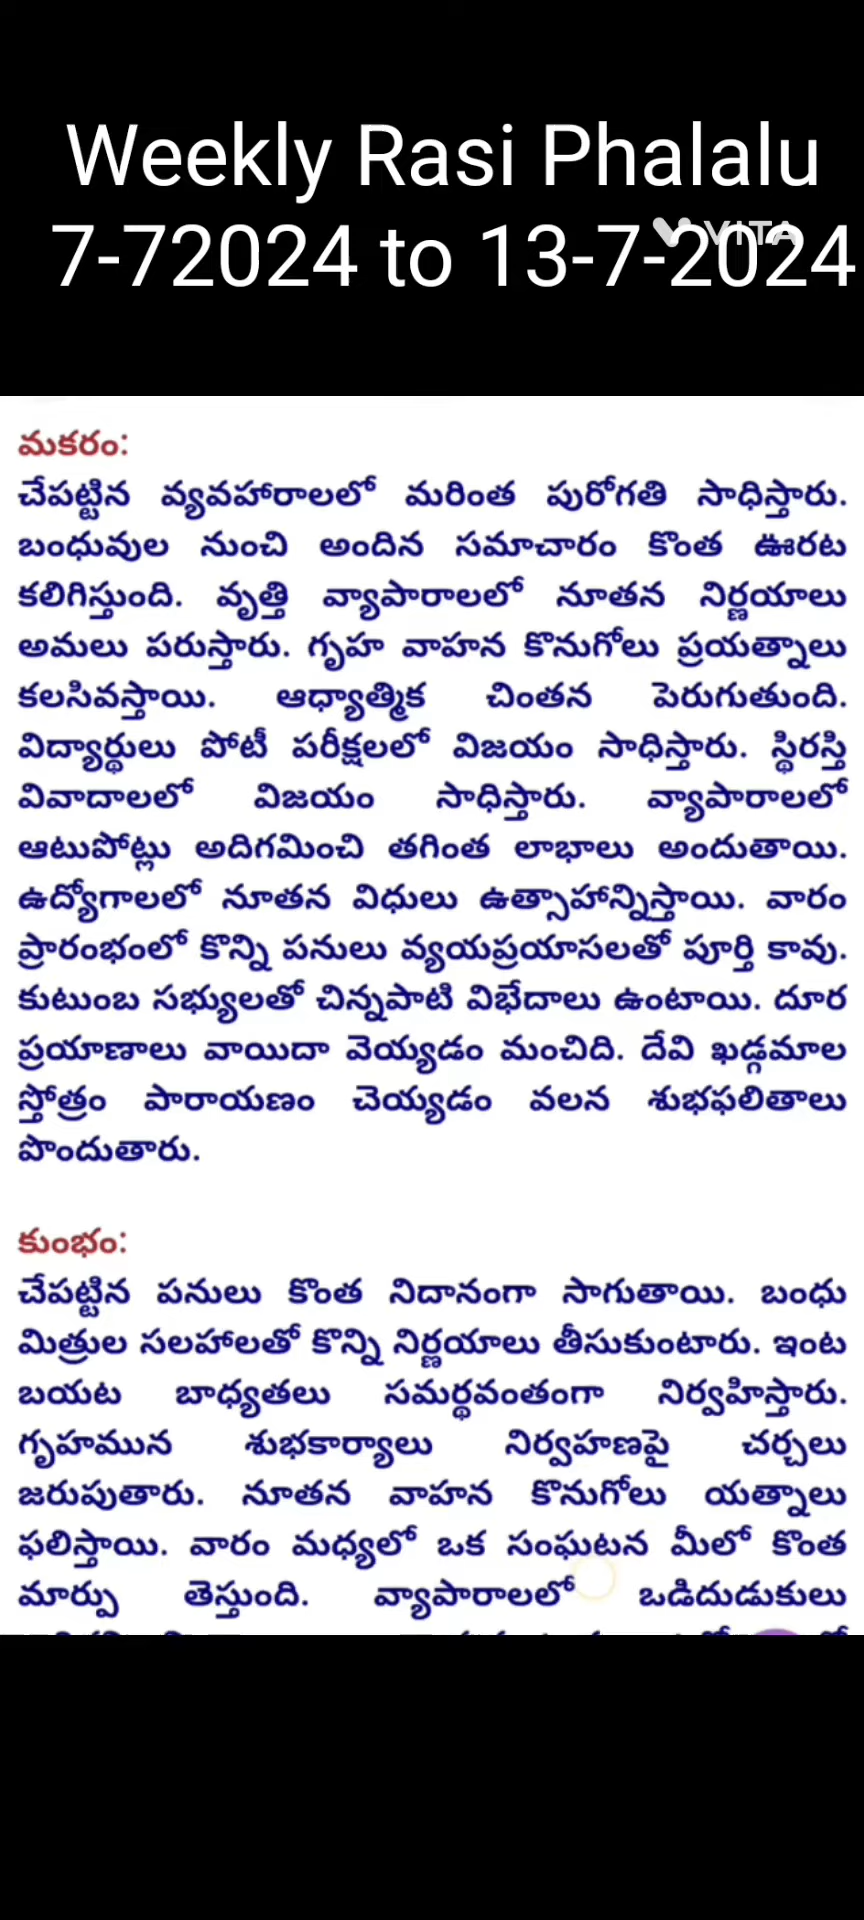 Weekly Rasi Phalalu
7-72024 to 13-7-2024
VITA
మకరం:
చేపట్టిన వ్యవహారాలలో మరింత పురోగతి సాధిస్తారు.
బంధువుల నుంచి అందిన సమాచారం కొంత ఊరట
కలిగిస్తుంది. వృత్తి వ్యాపారాలలో నూతన నిర్ణయాలు
అమలు పరుస్తారు. గృహ వాహన కొనుగోలు ప్రయత్నాలు
కలసివస్తాయి. ఆధ్యాత్మిక చింతన పెరుగుతుంది.
విద్యార్థులు పోటీ పరీక్షలలో విజయం సాధిస్తారు. స్థిరస్తి
వివాదాలలో విజయం సాధిస్తారు. వ్యాపారాలలో
ఆటుపోట్లు అదిగమించి తగింత లాభాలు అందుతాయి.
ఉద్యోగాలలో నూతన విధులు ఉత్సాహాన్నిస్తాయి. వారం
ప్రారంభంలో కొన్ని పనులు వ్యయప్రయాసలతో పూర్తి కావు.
కుటుంబ సభ్యులతో చిన్నపాటి విభేదాలు ఉంటాయి. దూర
ప్రయాణాలు వాయిదా వెయ్యడం మంచిది. దేవి ఖడ్గమాల
స్తోత్రం పారాయణం చెయ్యడం వలన శుభఫలితాలు
పొందుతారు.
కుంభం:
చేపట్టిన పనులు కొంత నిదానంగా సాగుతాయి. బంధు
మిత్రుల సలహాలతో కొన్ని నిర్ణయాలు తీసుకుంటారు. ఇంట
బయట బాధ్యతలు సమర్థవంతంగా నిర్వహిస్తారు.
గృహమున శుభకార్యాలు నిర్వహణపై చర్చలు
జరుపుతారు. నూతన వాహన కొనుగోలు యత్నాలు
ఫలిస్తాయి. వారం మధ్యలో ఒక సంఘటన మీలో కొంత
మార్పు తెస్తుంది. వ్యాపారాలలో ఒడిదుడుకులు